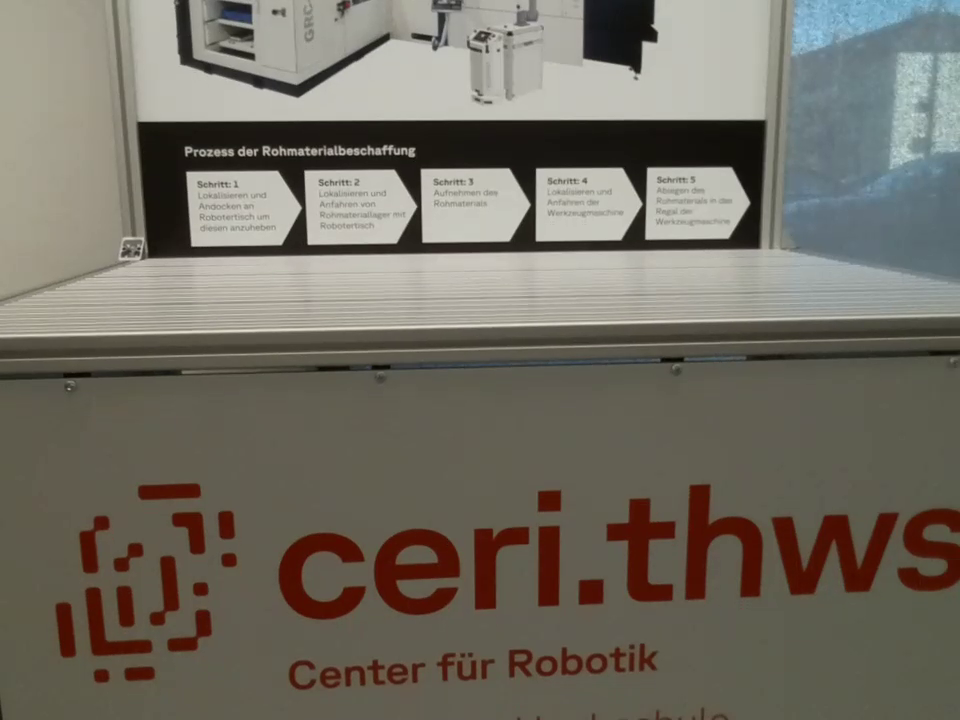 GRC
Prozess der Rohmaterialbeschaffung
Schritt: 1
Lokalisieren und
Andocken an
Robotertisch um
diesen anzuheben
Schritt: 2
Lokalisieren und
Anfahren von
Rohmateriallager mit
Robotertisch
Schritt: 3
Aufnehmen des
Rohmaterials
Schritt: 4
Lokalisieren und
Anfahren der
Werkzeugmaschine
Schritt: 5
Ablegen des
Rohmaterials in das
Regal der
Werkzeugmaschine
ceri.thws
Center für Robotik